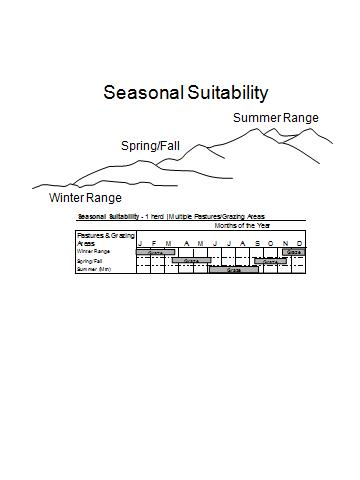 Seasonal Suitability
Summer Range
Spring/Fall
Winter Range
Seasonal Suitability - 1 herd |Multiple Pastures/Grazing Areas
Months of the Year
Pastures & Grazing
Areas J F M A M J J A S O N D
Winter Range Graze Graze
Spring/Fall Graze Graze
Summer (Mtn) Graze